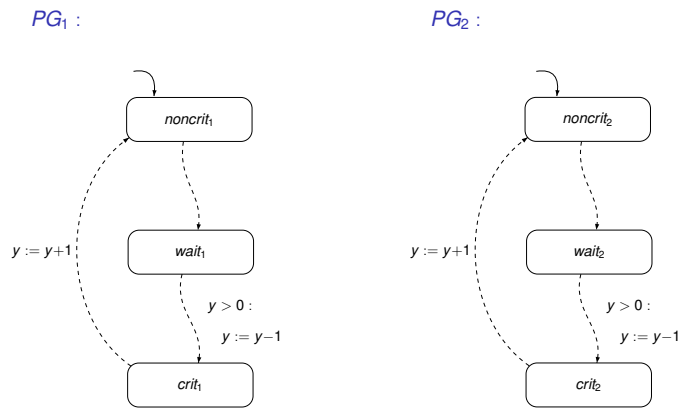 PG₁ :
PG₂ :
noncrit₁
noncrit₂
y := y+1
wait₁
y := y+1
wait₂
y > 0 :
y > 0 :
y := y−1
y := y−1
crit₁
crit₂